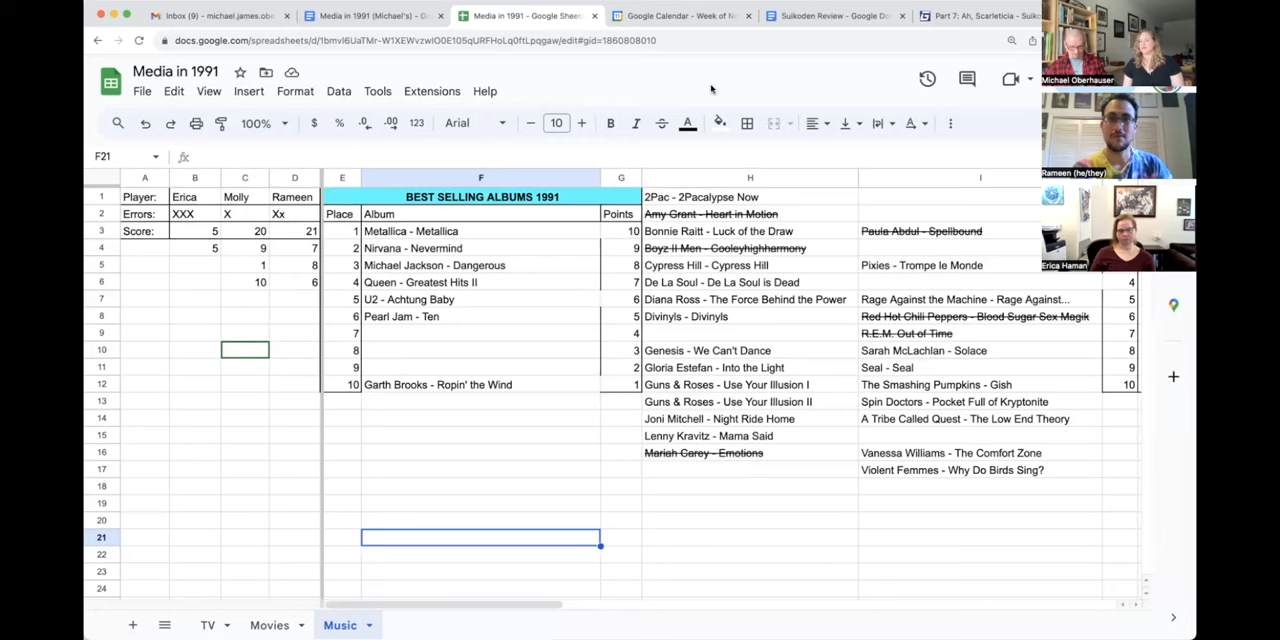 Inbox (9) - michael.james.obe
Media in 1991 (Michael's) - G
Media in 1991 - Google Sheets
Google Calendar - Week of N
Suikoden Review - Google Do
Part 7: Ah, Scarleticia - Suiko
docs.google.com/spreadsheets/d/1bmvI6UaTMr-W1XEWvzwIO0E105qURFHoLq0ftLpqgaw/edit#gid=1860808010
Media in 1991
File Edit View Insert Format Data Tools Extensions Help
100% $ % .0 .00 123 Arial 10 B I A
F21 fx
A B C D E F G H I
1 Player: Erica Molly Rameen BEST SELLING ALBUMS 1991 2Pac - 2Pacalypse Now
2 Errors: XXX X Xx Place Album Points Amy Grant - Heart in Motion
3 Score: 5 20 21 1 Metallica - Metallica 10 Bonnie Raitt - Luck of the Draw Paula Abdul - Spellbound
4 5 9 7 2 Nirvana - Nevermind 9 Boyz II Men - Cooleyhighharmony
5 1 8 3 Michael Jackson - Dangerous 8 Cypress Hill - Cypress Hill Pixies - Trompe le Monde
6 10 6 4 Queen - Greatest Hits II 7 De La Soul - De La Soul is Dead 4
7 5 U2 - Achtung Baby 6 Diana Ross - The Force Behind the Power Rage Against the Machine - Rage Against... 5
8 6 Pearl Jam - Ten 5 Divinyls - Divinyls Red Hot Chili Peppers - Blood Sugar Sex Magik 6
9 7 4 R.E.M. Out of Time 7
10 8 3 Genesis - We Can't Dance Sarah McLachlan - Solace 8
11 9 2 Gloria Estefan - Into the Light Seal - Seal 9
12 10 Garth Brooks - Ropin' the Wind 1 Guns & Roses - Use Your Illusion I The Smashing Pumpkins - Gish 10
13 Guns & Roses - Use Your Illusion II Spin Doctors - Pocket Full of Kryptonite
14 Joni Mitchell - Night Ride Home A Tribe Called Quest - The Low End Theory
15 Lenny Kravitz - Mama Said
16 Mariah Carey - Emotions Vanessa Williams - The Comfort Zone
17 Violent Femmes - Why Do Birds Sing?
18
19
20
21
22
23
24
TV Movies Music
Michael Oberhauser
Rameen (he/they)
Erica Haman